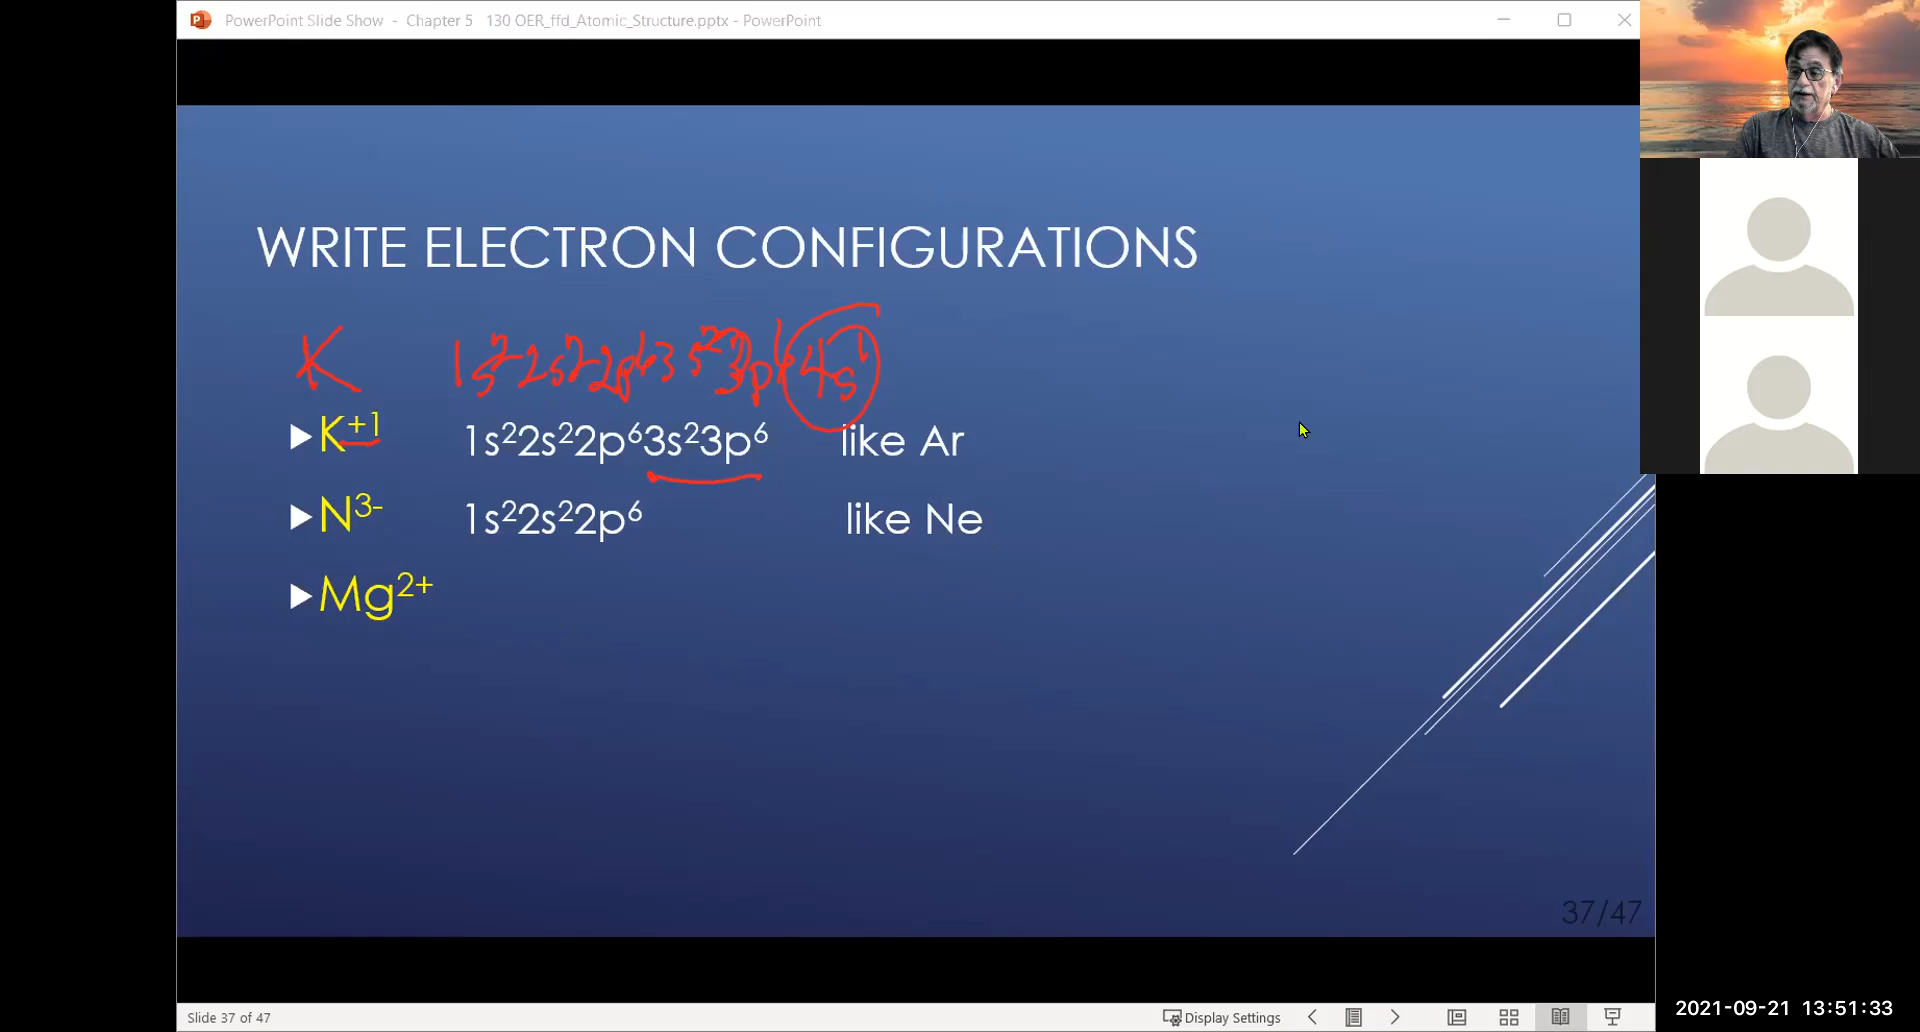 PowerPoint Slide Show - Chapter 5 130 OER_ffd_Atomic_Structure.pptx - PowerPoint
WRITE ELECTRON CONFIGURATIONS
K 1s²2s²2p⁶3s²3p⁶4s¹
K⁺¹ 1s²2s²2p⁶3s²3p⁶ like Ar
N³⁻ 1s²2s²2p⁶ like Ne
Mg²⁺
37/47
Slide 37 of 47
Display Settings
2021-09-21 13:51:33